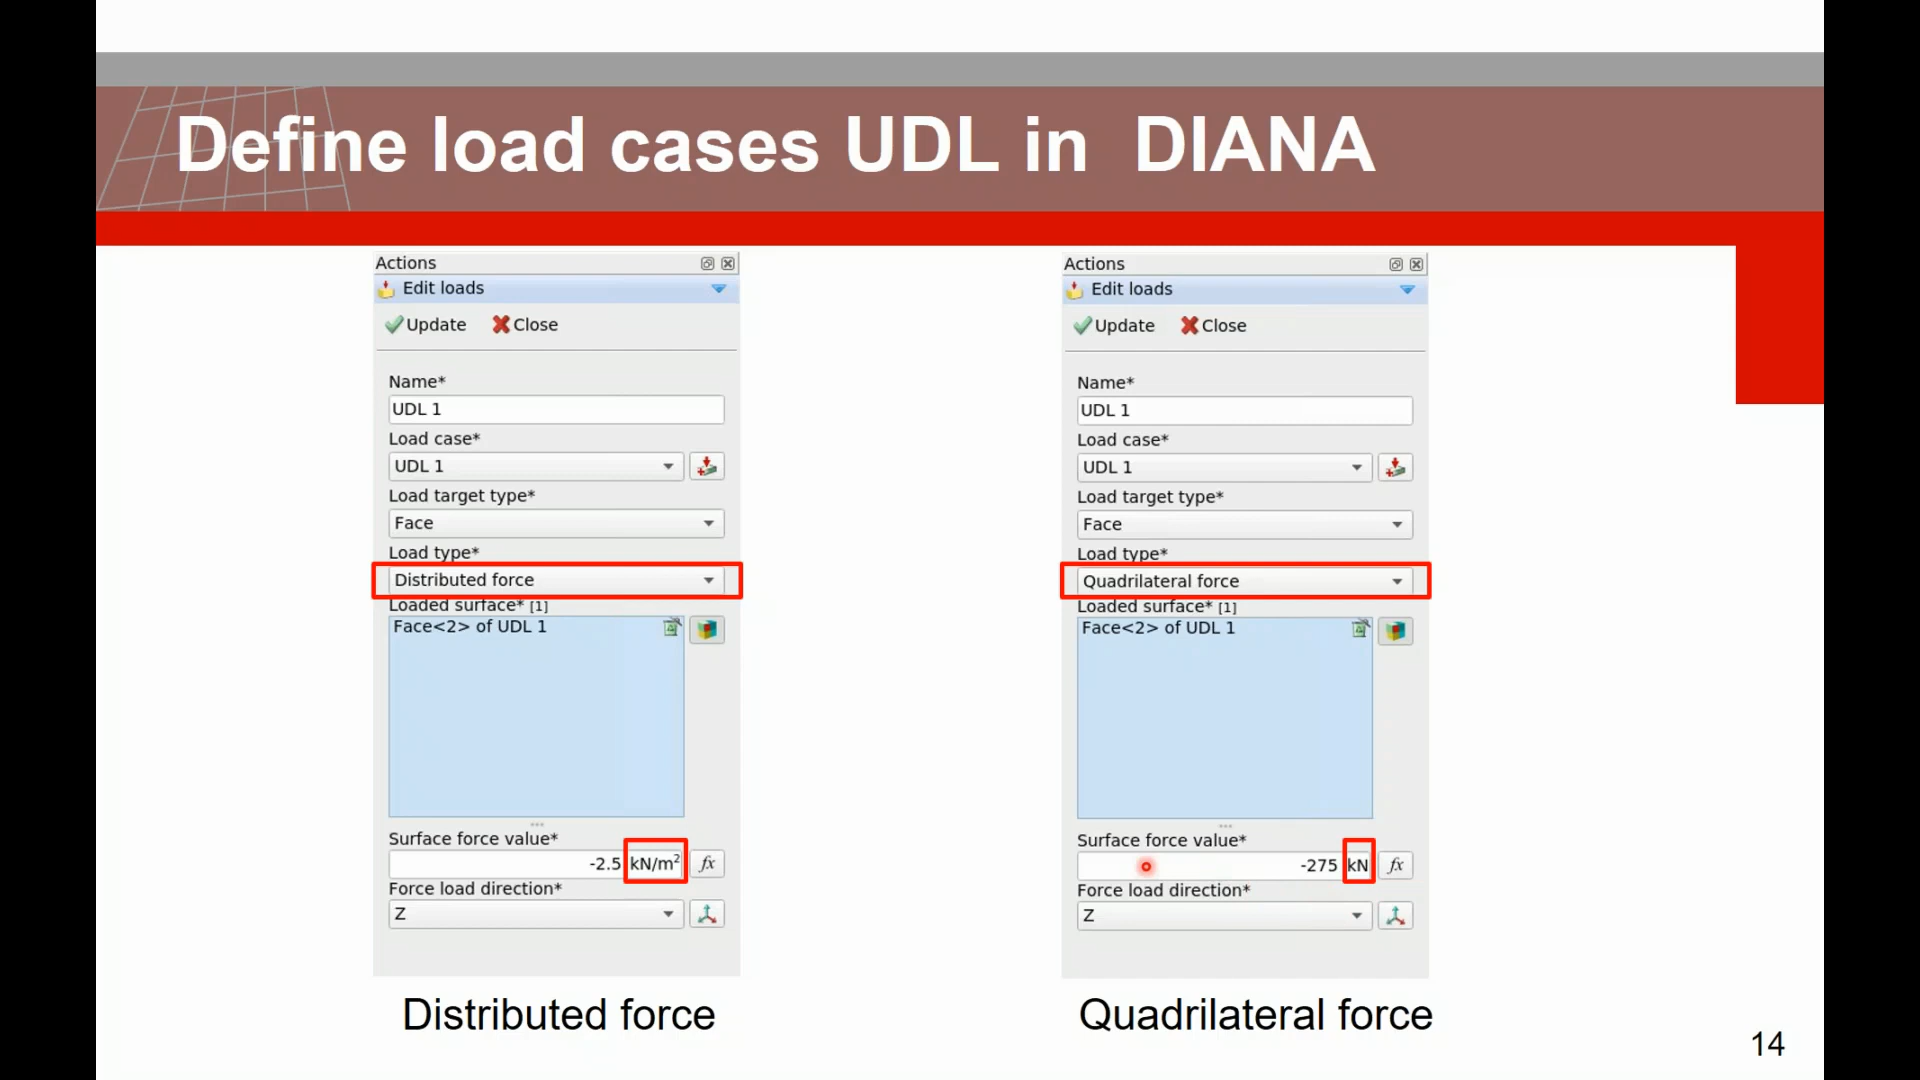 Define load cases UDL in DIANA
Actions
Edit loads
Update Close
Name*
UDL 1
Load case*
UDL 1
Load target type*
Face
Load type*
Distributed force
Loaded surface* [1]
Face<2> of UDL 1
Surface force value*
-2.5 kN/m² fx
Force load direction*
Z
Distributed force
Actions
Edit loads
Update Close
Name*
UDL 1
Load case*
UDL 1
Load target type*
Face
Load type*
Quadrilateral force
Loaded surface* [1]
Face<2> of UDL 1
Surface force value*
-275 kN fx
Force load direction*
Z
Quadrilateral force
14